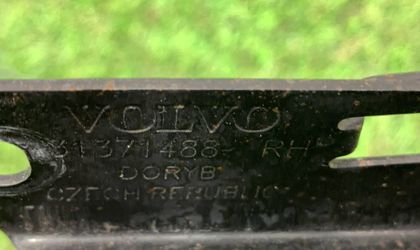 VOLVO
31371488 RH
DORYB
CZECH REPUBLIC